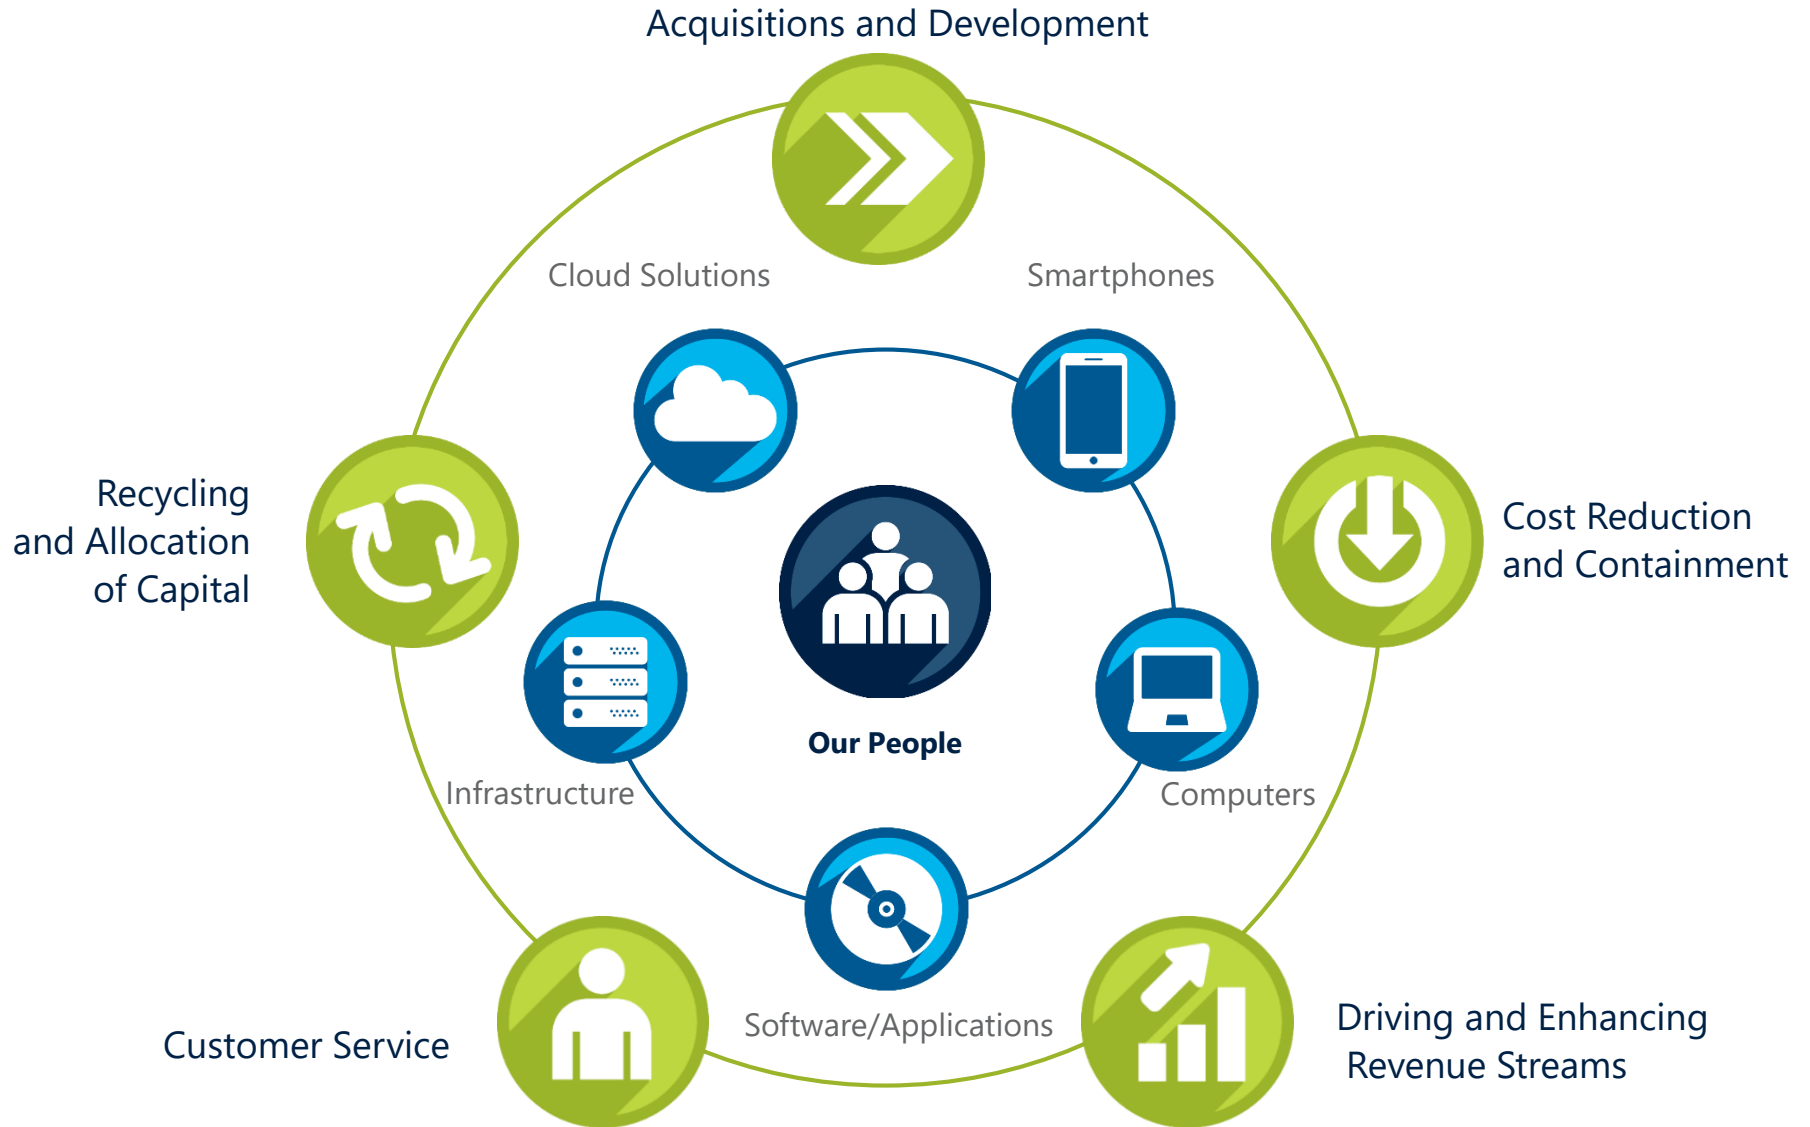 Acquisitions and Development
Cloud Solutions
Smartphones
Recycling
and Allocation
of Capital
Cost Reduction
and Containment
Our People
Infrastructure
Computers
Software/Applications
Customer Service
Driving and Enhancing
Revenue Streams